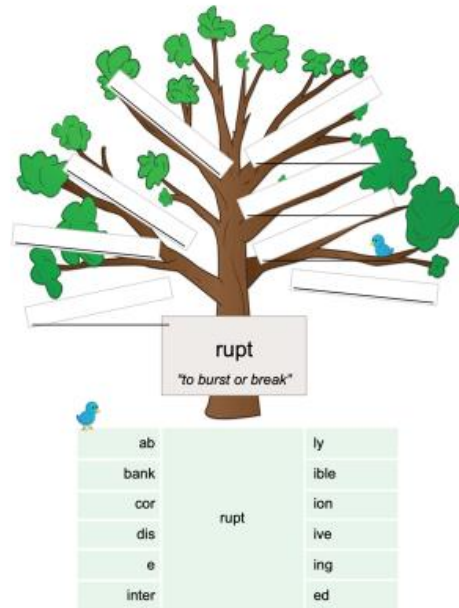 rupt
"to burst or break"
ab
ly
bank
ible
cor
ion
rupt
dis
ive
e
ing
inter
ed